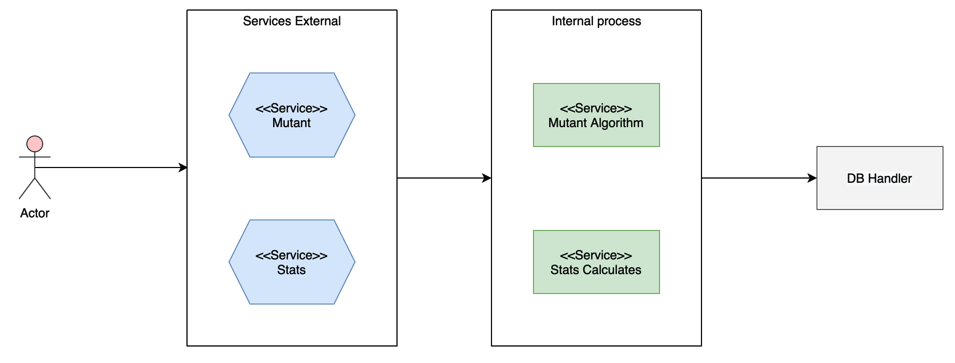 Services External
Internal process
<<Service>>
Mutant
<<Service>>
Mutant Algorithm
DB Handler
Actor
<<Service>>
Stats
<<Service>>
Stats Calculates